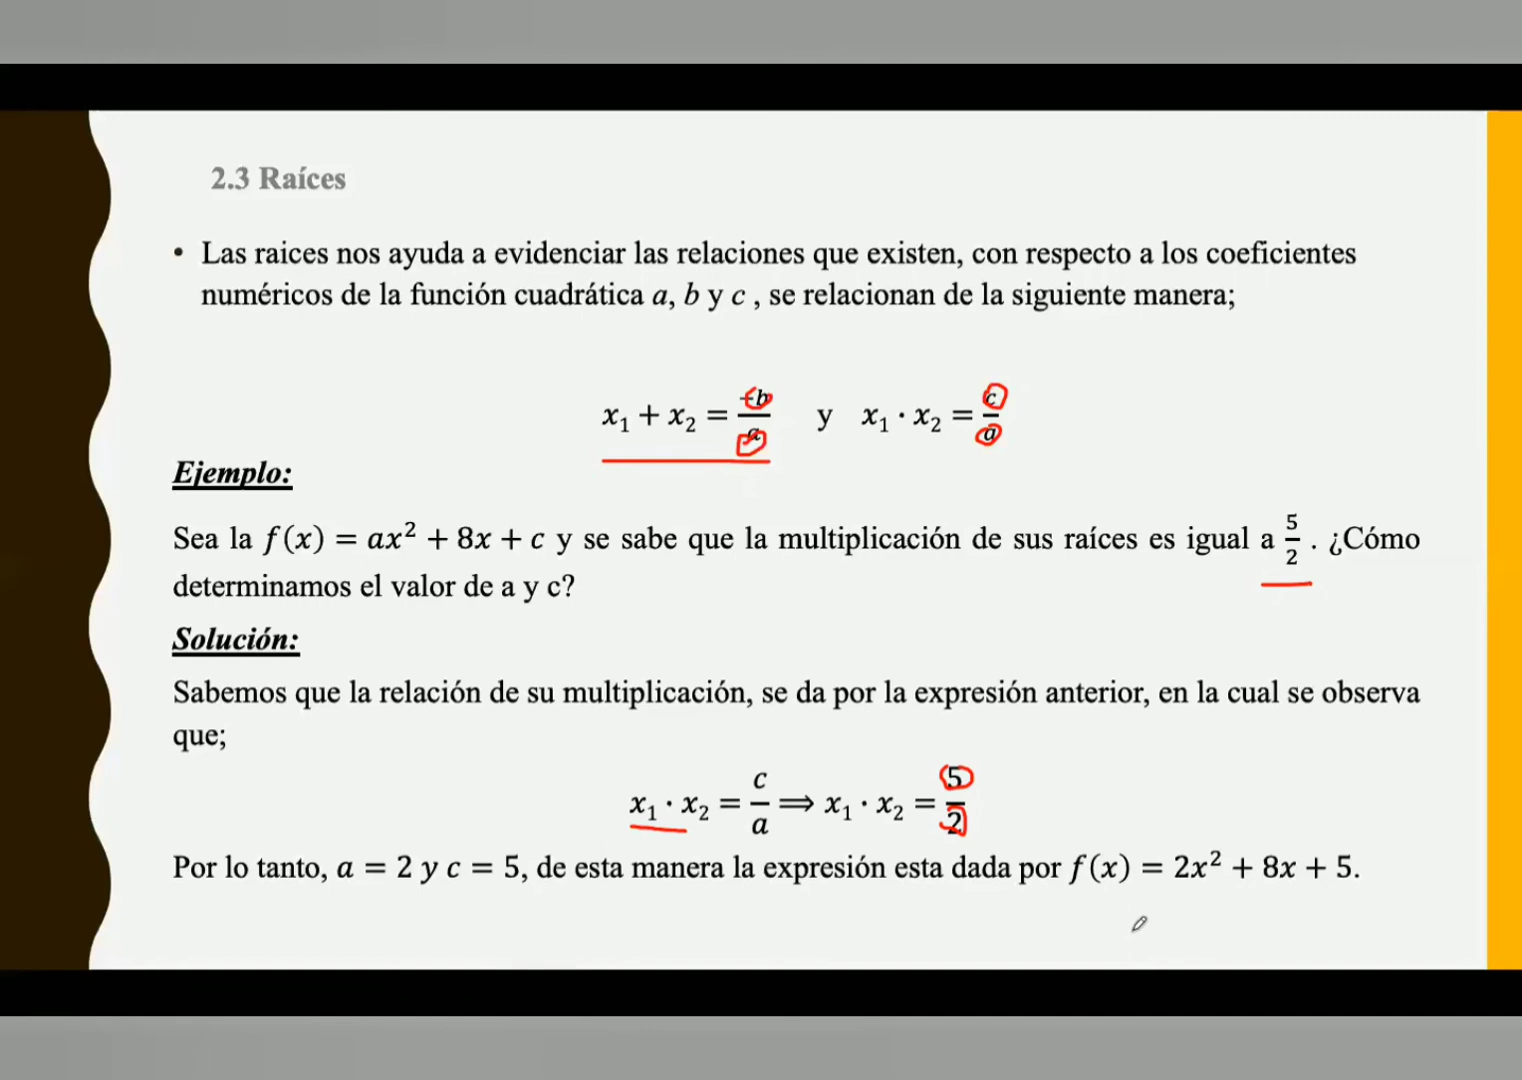 2.3 Raíces
• Las raices nos ayuda a evidenciar las relaciones que existen, con respecto a los coeficientes
numéricos de la función cuadrática a, b y c , se relacionan de la siguiente manera;
x₁ + x₂ = −b/a y x₁ · x₂ = c/a
Ejemplo:
Sea la f(x) = ax² + 8x + c y se sabe que la multiplicación de sus raíces es igual a 5/2 . ¿Cómo
determinamos el valor de a y c?
Solución:
Sabemos que la relación de su multiplicación, se da por la expresión anterior, en la cual se observa
que;
x₁ · x₂ = c/a ⟹ x₁ · x₂ = 5/2
Por lo tanto, a = 2 y c = 5, de esta manera la expresión esta dada por f(x) = 2x² + 8x + 5.